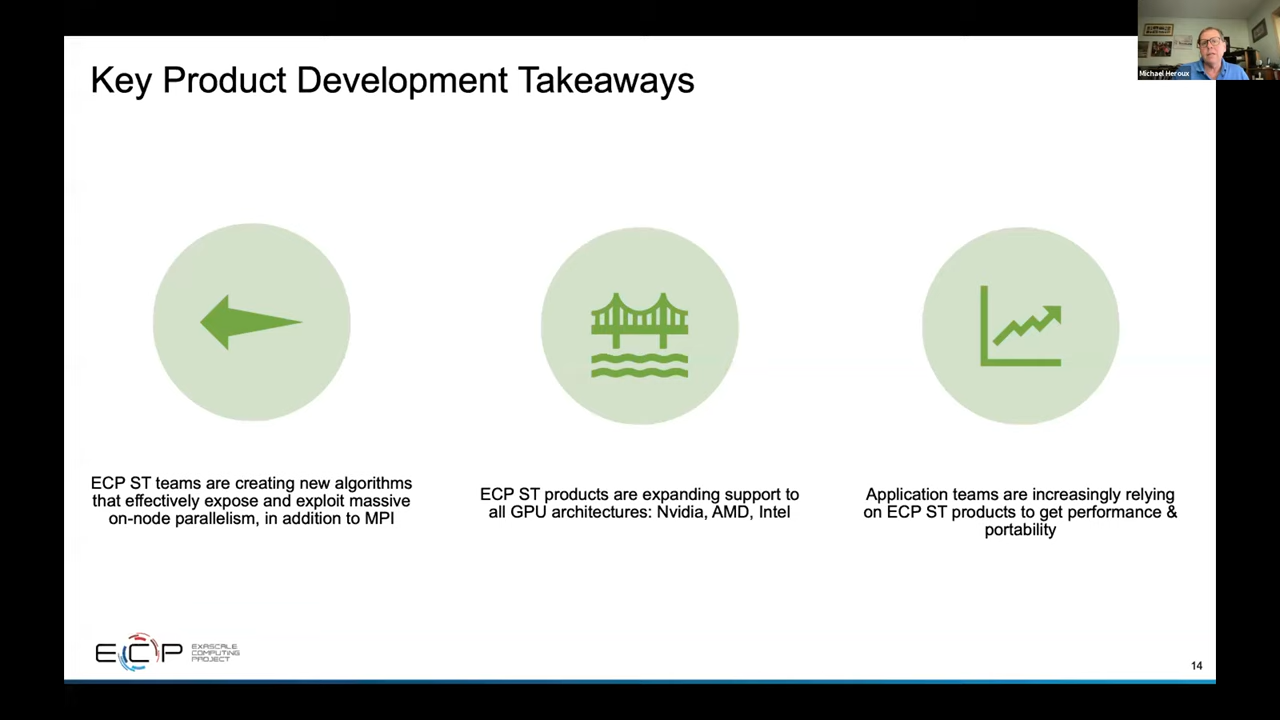 Key Product Development Takeaways
Michael Heroux
ECP ST teams are creating new algorithms
that effectively expose and exploit massive
on-node parallelism, in addition to MPI
ECP ST products are expanding support to
all GPU architectures: Nvidia, AMD, Intel
Application teams are increasingly relying
on ECP ST products to get performance &
portability
ECP
EXASCALE
COMPUTING
PROJECT
14